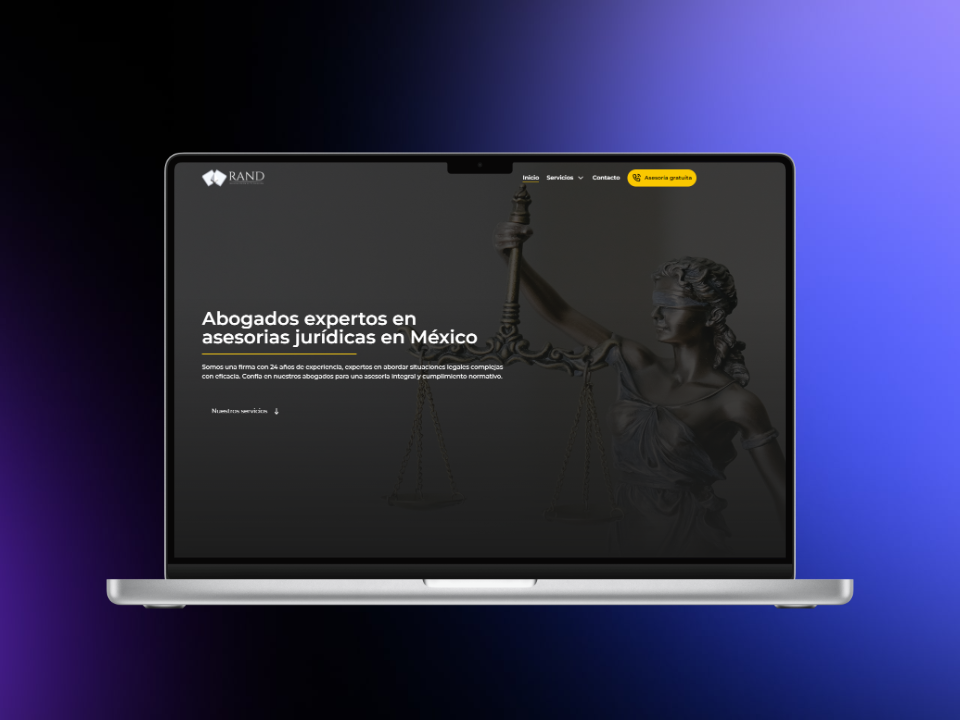 RAND
Inicio Servicios Contacto Asesoría gratuita
Abogados expertos en
asesorias jurídicas en México
Somos una firma con 24 años de experiencia, expertos en abordar situaciones legales complejas
con eficacia. Confía en nuestros abogados para una asesoría integral y cumplimiento normativo.
Nuestros servicios